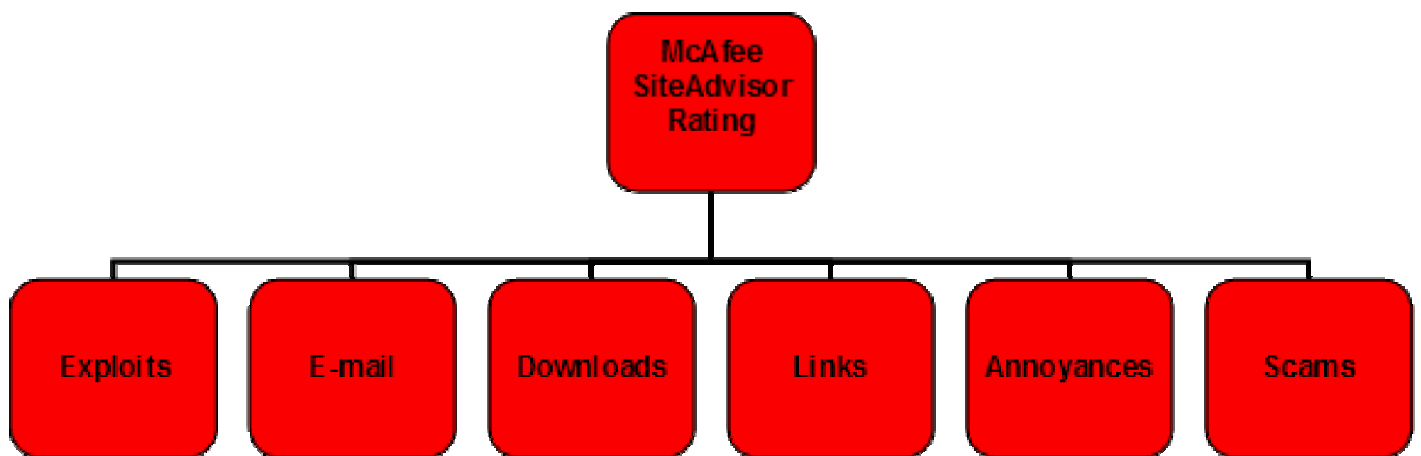 McAfee
SiteAdvisor
Rating
Exploits
E-mail
Downloads
Links
Annoyances
Scams